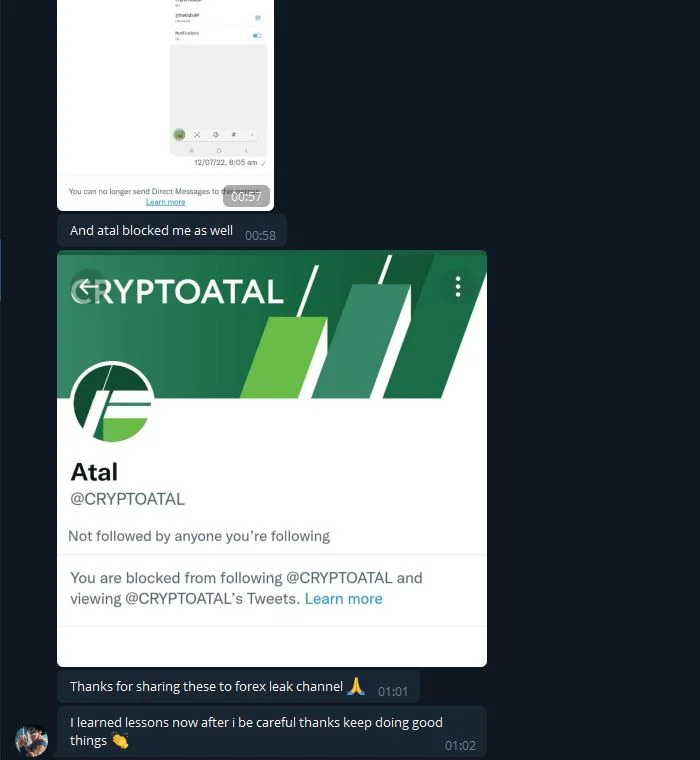 Notifications
On
12/07/22, 8:05 am
You can no longer send Direct Messages to this person.
00:57
Learn more
And atal blocked me as well 00:58
CRYPTOATAL
Atal
@CRYPTOATAL
Not followed by anyone you're following
You are blocked from following @CRYPTOATAL and
viewing @CRYPTOATAL's Tweets. Learn more
Thanks for sharing these to forex leak channel 🙏 01:01
I learned lessons now after i be careful thanks keep doing good
things 👏 01:02